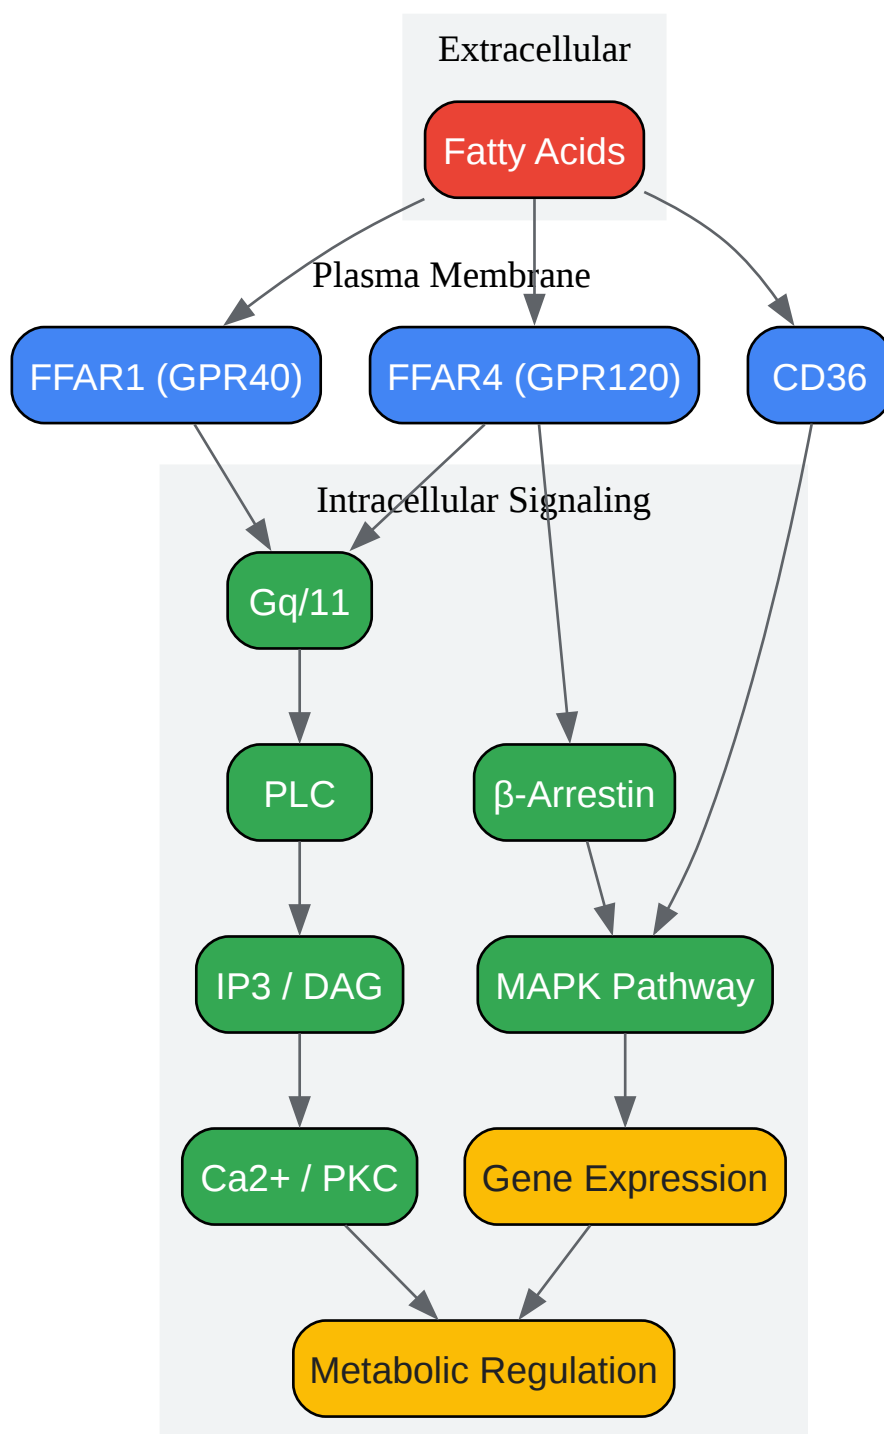 Extracellular
Fatty Acids
Plasma Membrane
FFAR1 (GPR40)
FFAR4 (GPR120)
CD36
Intracellular Signaling
Gq/11
PLC
β-Arrestin
IP3 / DAG
MAPK Pathway
Ca2+ / PKC
Gene Expression
Metabolic Regulation